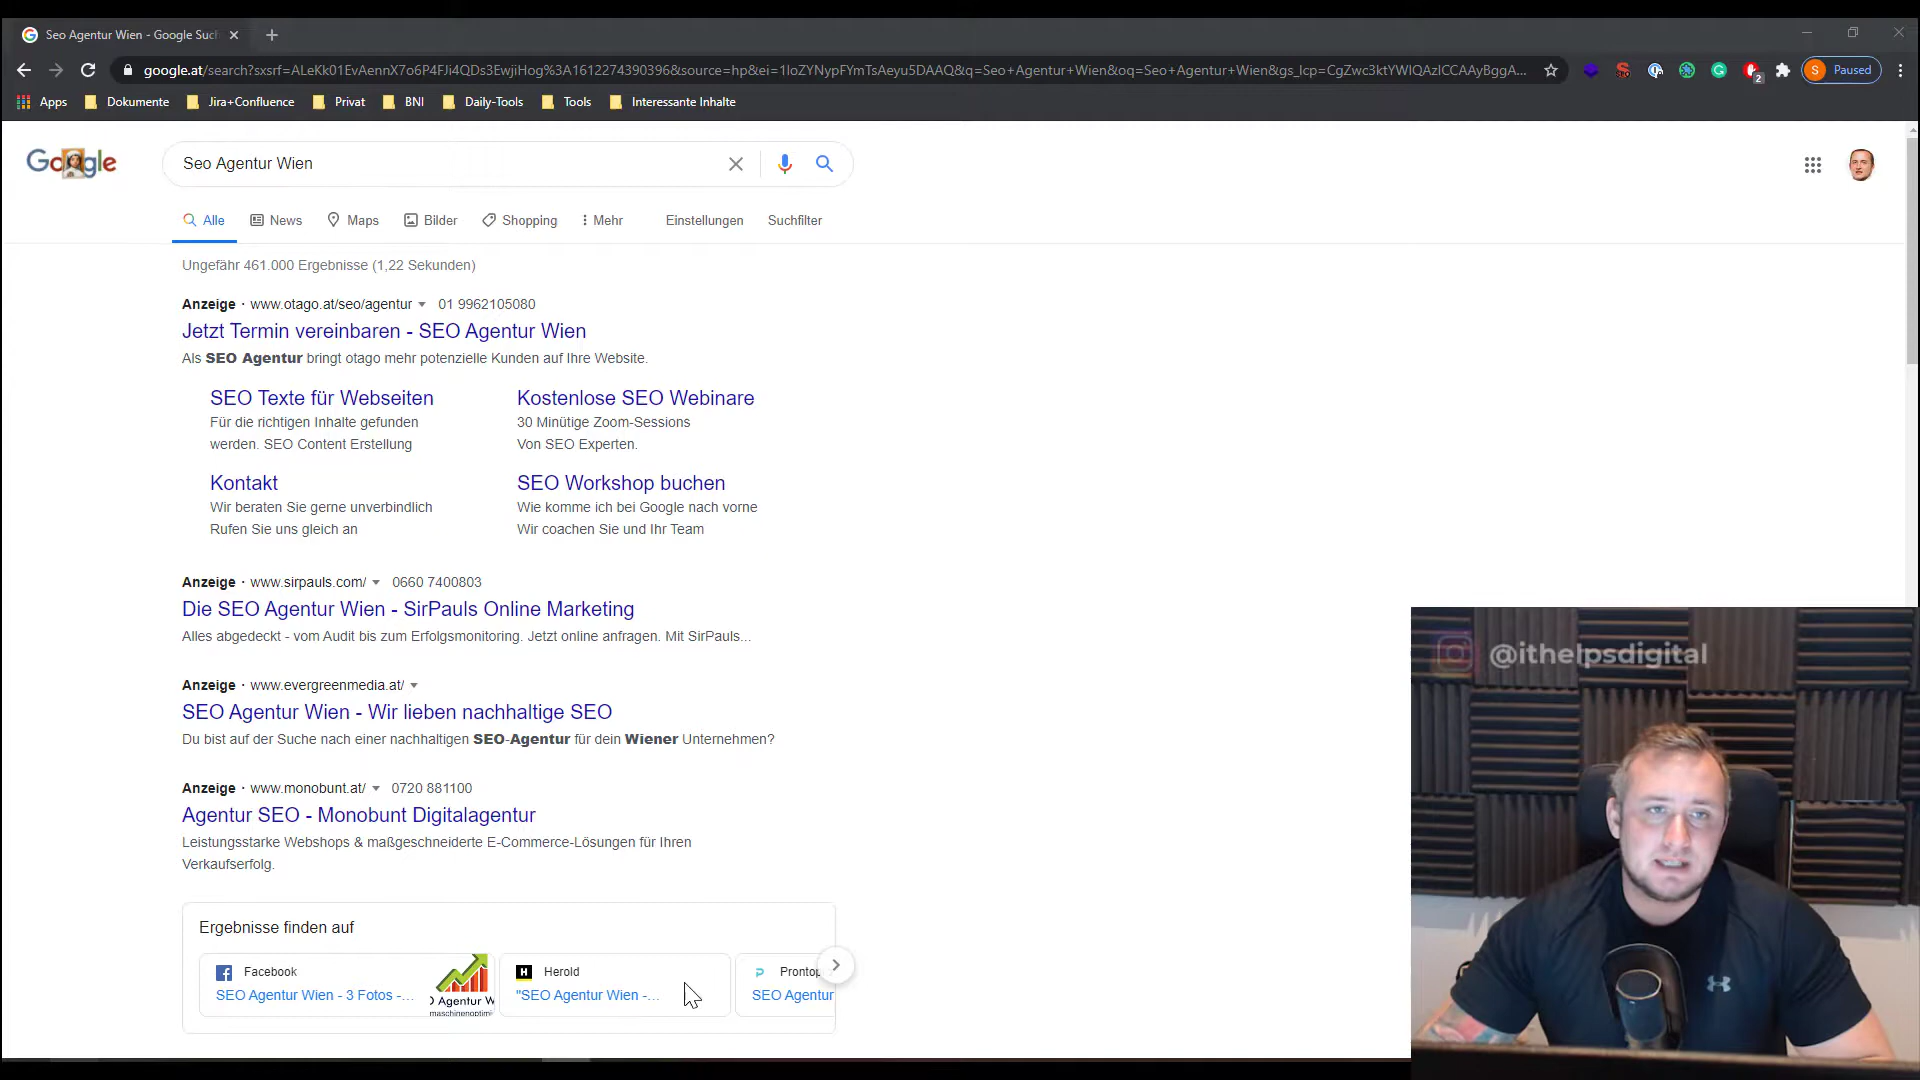 Seo Agentur Wien - Google Such
google.at/search?sxsrf=ALeKk01EvAennX7o6P4FJi4QDs3EwjiHog%3A1612274390396&source=hp&ei=1loZYNypFYmTsAeyu5DAAQ&q=Seo+Agentur+Wien&oq=Seo+Agentur+Wien&gs_lcp=CgZwc3ktYWlQAzICCAAyBggA...
2
S Paused
Apps Dokumente Jira+Confluence Privat BNI Daily-Tools Tools Interessante Inhalte
Google
Seo Agentur Wien
Alle News Maps Bilder Shopping Mehr Einstellungen Suchfilter
Ungefähr 461.000 Ergebnisse (1,22 Sekunden)
Anzeige · www.otago.at/seo/agentur 01 9962105080
Jetzt Termin vereinbaren - SEO Agentur Wien
Als SEO Agentur bringt otago mehr potenzielle Kunden auf Ihre Website.
SEO Texte für Webseiten
Für die richtigen Inhalte gefunden
werden. SEO Content Erstellung
Kostenlose SEO Webinare
30 Minütige Zoom-Sessions
Von SEO Experten.
Kontakt
Wir beraten Sie gerne unverbindlich
Rufen Sie uns gleich an
SEO Workshop buchen
Wie komme ich bei Google nach vorne
Wir coachen Sie und Ihr Team
Anzeige · www.sirpauls.com/ 0660 7400803
Die SEO Agentur Wien - SirPauls Online Marketing
Alles abgedeckt - vom Audit bis zum Erfolgsmonitoring. Jetzt online anfragen. Mit SirPauls...
Anzeige · www.evergreenmedia.at/
SEO Agentur Wien - Wir lieben nachhaltige SEO
Du bist auf der Suche nach einer nachhaltigen SEO-Agentur für dein Wiener Unternehmen?
Anzeige · www.monobunt.at/ 0720 881100
Agentur SEO - Monobunt Digitalagentur
Leistungsstarke Webshops & maßgeschneiderte E-Commerce-Lösungen für Ihren
Verkaufserfolg.
Ergebnisse finden auf
Facebook
SEO Agentur Wien - 3 Fotos -...
O Agentur W
maschinenoptimi
H Herold
"SEO Agentur Wien -...
Prontop
SEO Agentur
@ithelpsdigital